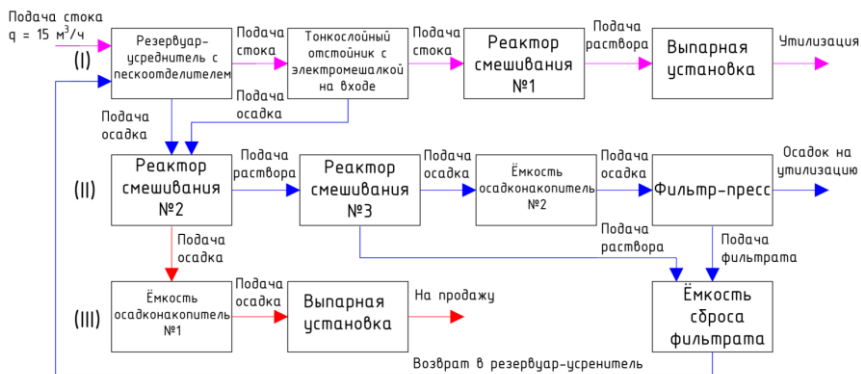 Подача стока
q = 15 м³/ч
(I)
Резервуар-
усреднитель с
пескоотделителем
Подача
стока
Тонкослойный
отстойник с
электромешалкой
на входе
Подача
стока
Реактор
смешивания
№1
Подача
раствора
Выпарная
установка
Утилизация
Подача
осадка
Подача
осадка
(II)
Реактор
смешивания
№2
Подача
раствора
Реактор
смешивания
№3
Подача
осадка
Ёмкость
осадконакопитель
№2
Подача
осадка
Фильтр-пресс
Осадок на
утилизацию
Подача
осадка
Подача
раствора
Подача
фильтрата
(III)
Ёмкость
осадконакопитель
№1
Подача
осадка
Выпарная
установка
На продажу
Ёмкость
сброса
фильтрата
Возврат в резервуар-усренитель